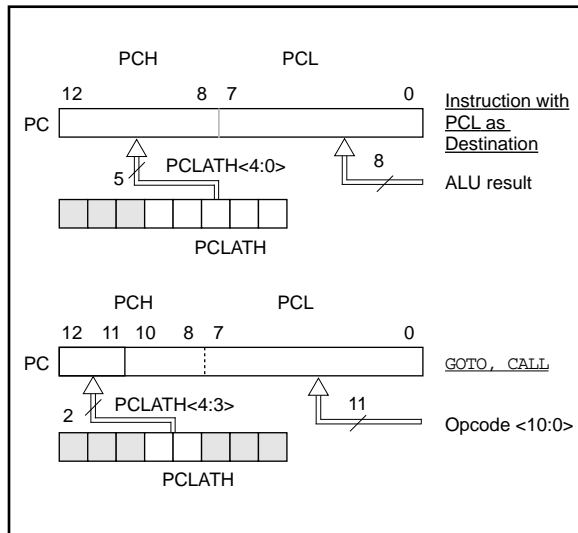 PCH PCL
12 8 7 0
PC
Instruction with
PCL as
Destination
5
PCLATH<4:0>
8
ALU result
PCLATH
PCH PCL
12 11 10 8 7 0
PC
GOTO, CALL
2
PCLATH<4:3>
11
Opcode <10:0>
PCLATH